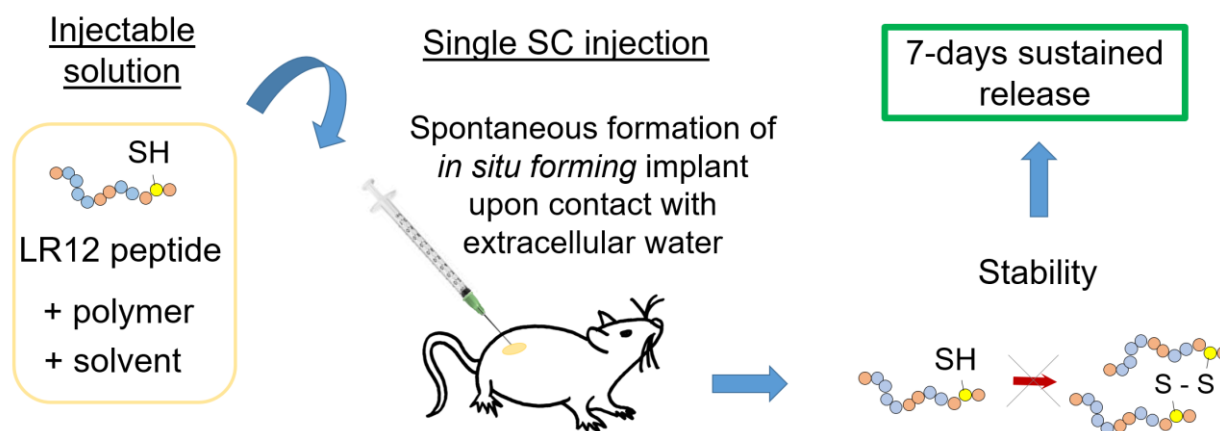 Injectable
solution
SH
LR12 peptide
+ polymer
+ solvent
Single SC injection
Spontaneous formation of
in situ forming implant
upon contact with
extracellular water
7-days sustained
release
Stability
SH
S - S